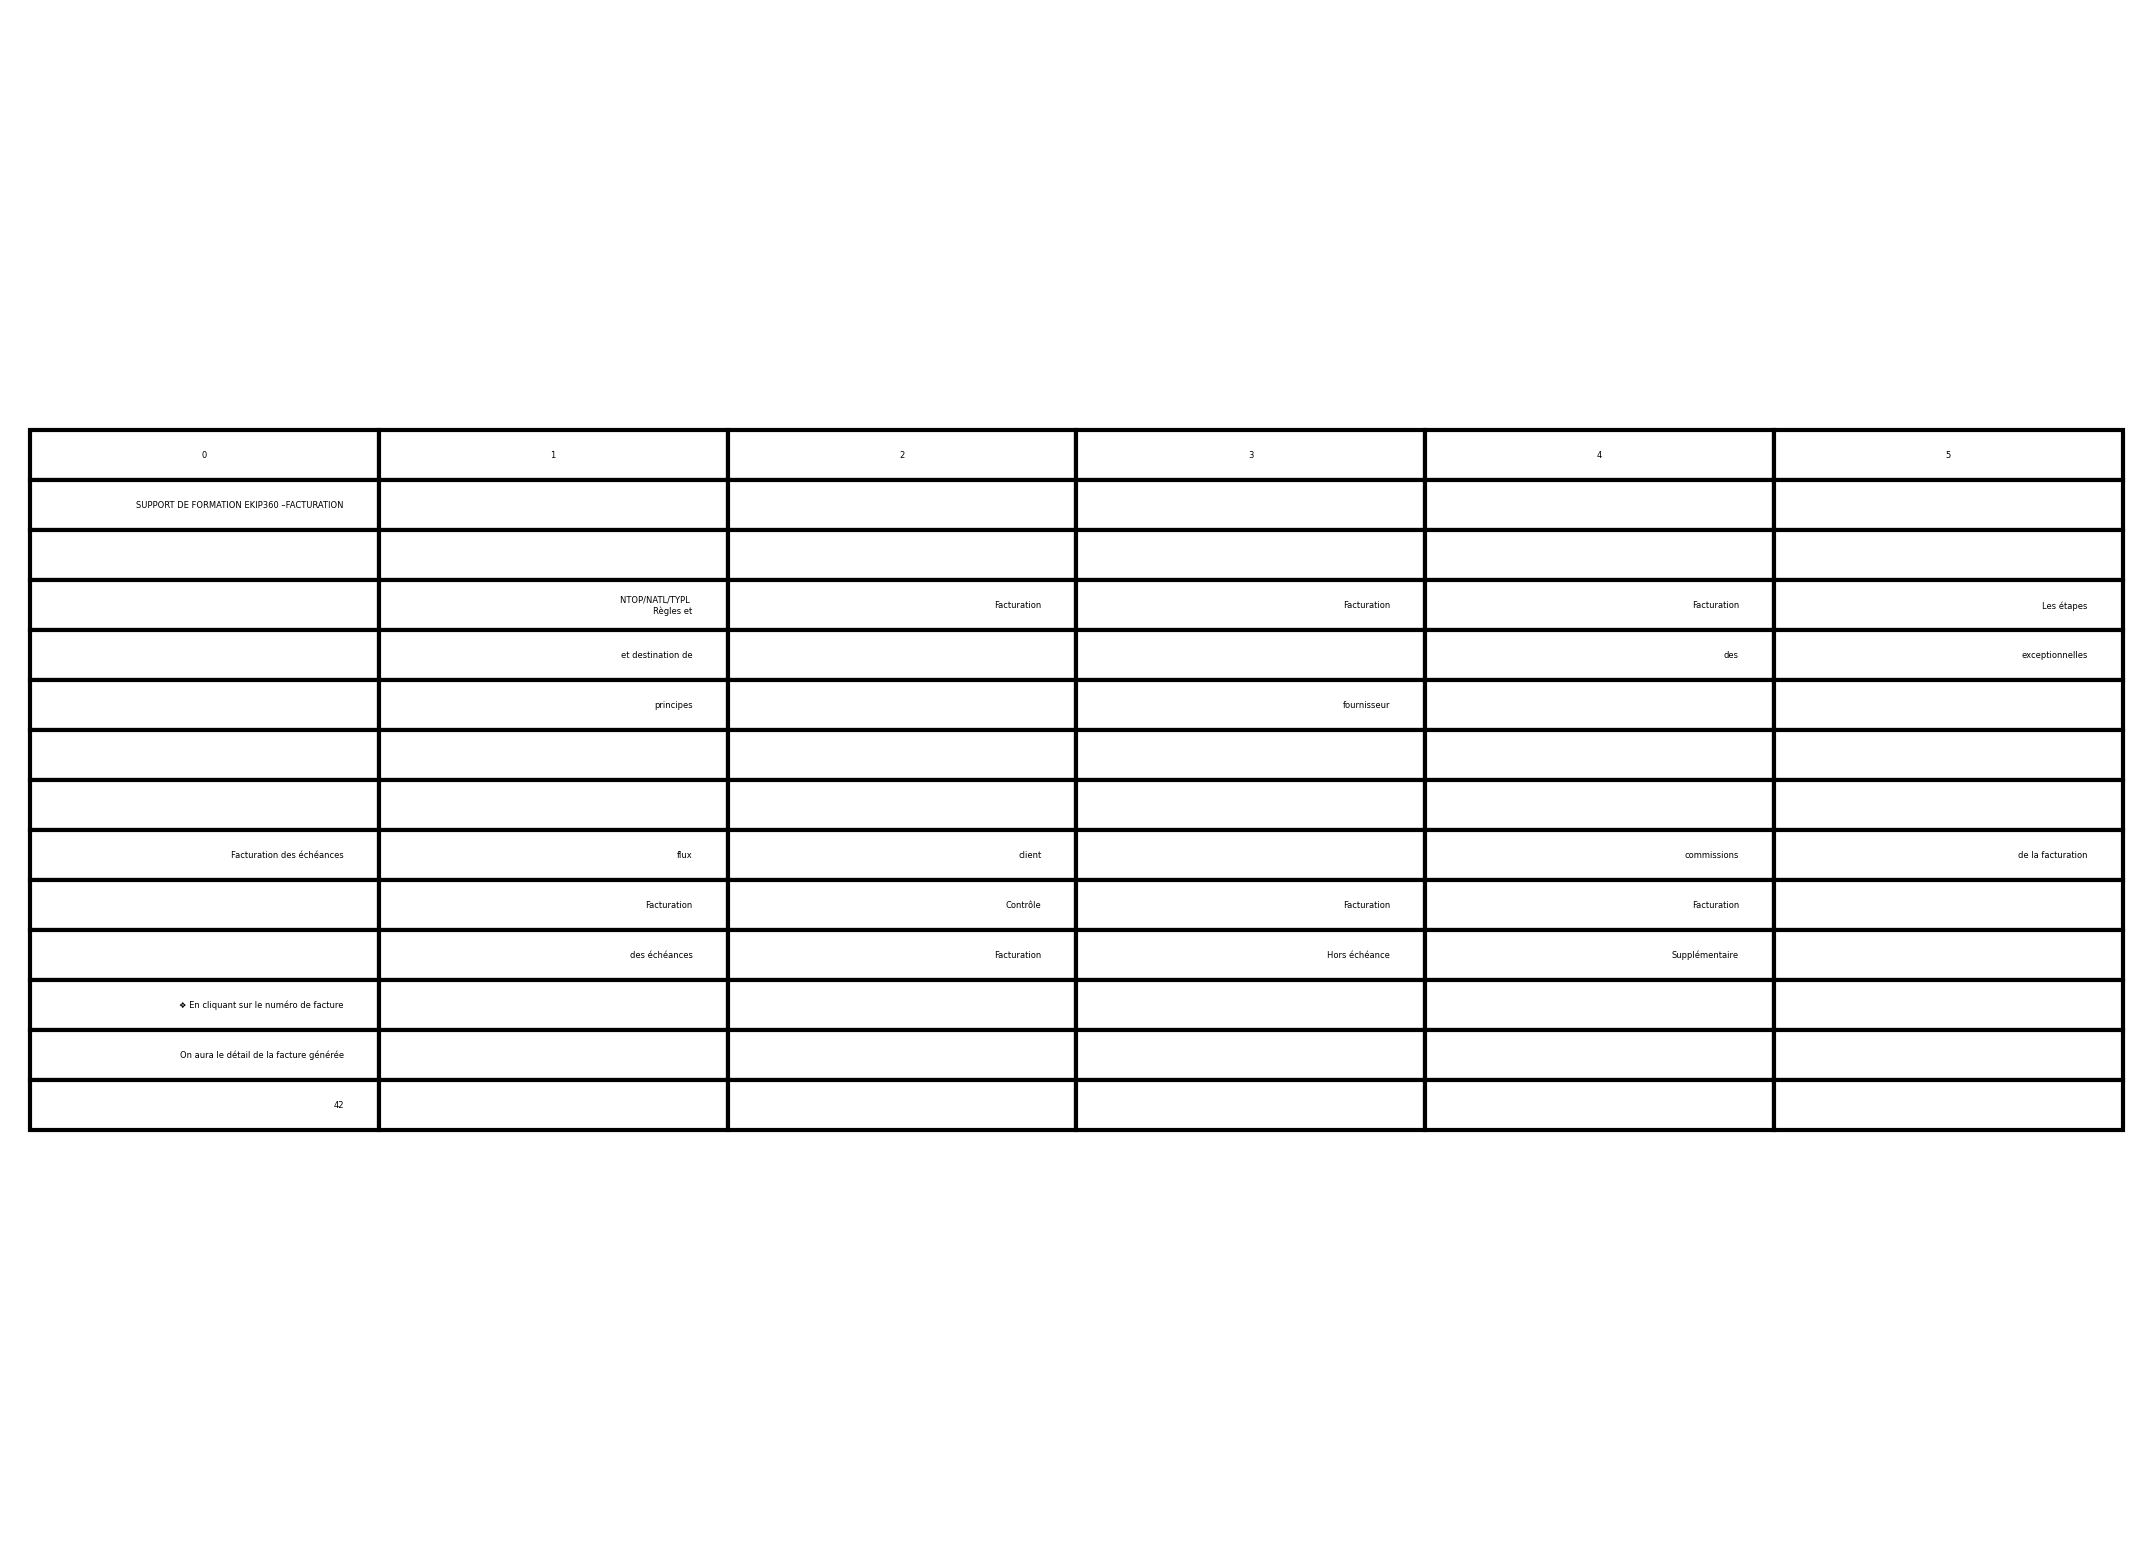 0 1 2 3 4 5
SUPPORT DE FORMATION EKIP360 –FACTURATION
NTOP/NATL/TYPL
Règles et
Facturation Facturation Facturation Les étapes
et destination de des exceptionnelles
principes fournisseur
Facturation des échéances flux client commissions de la facturation
Facturation Contrôle Facturation Facturation
des échéances Facturation Hors échéance Supplémentaire
❖ En cliquant sur le numéro de facture
On aura le détail de la facture générée
42